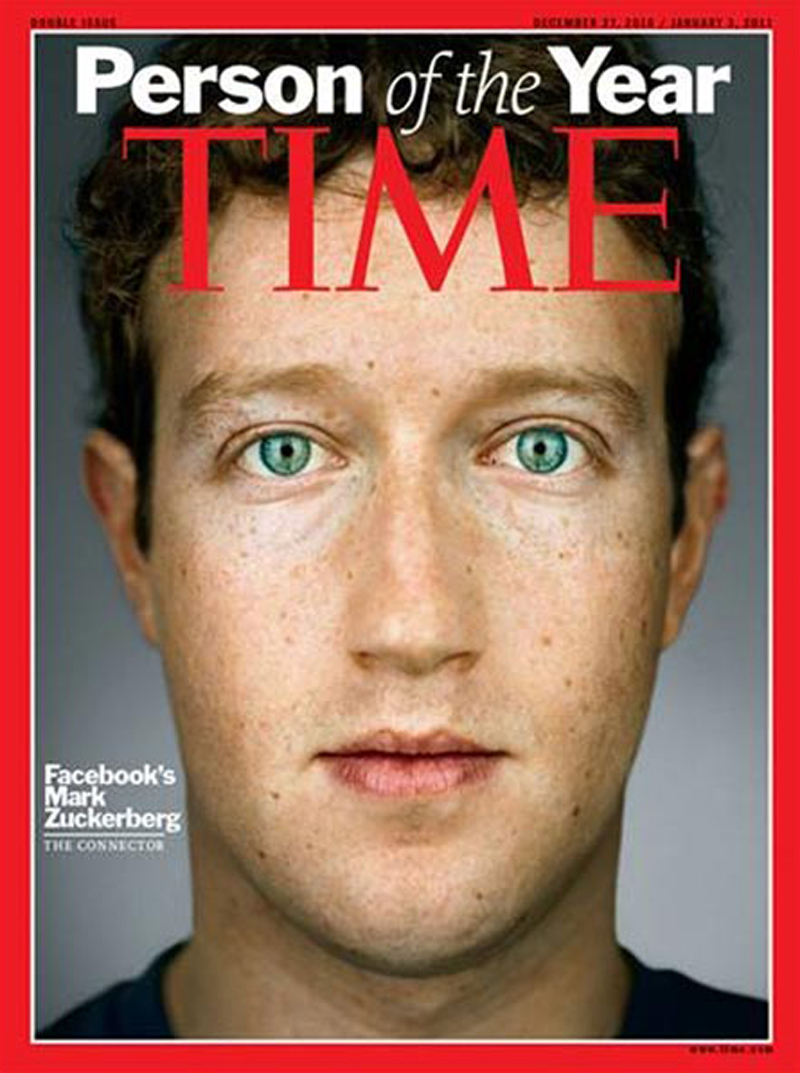 DOUBLE ISSUE
DECEMBER 27, 2010 / JANUARY 3, 2011
Person of the Year
TIME
Facebook's
Mark
Zuckerberg
THE CONNECTOR
www.time.com